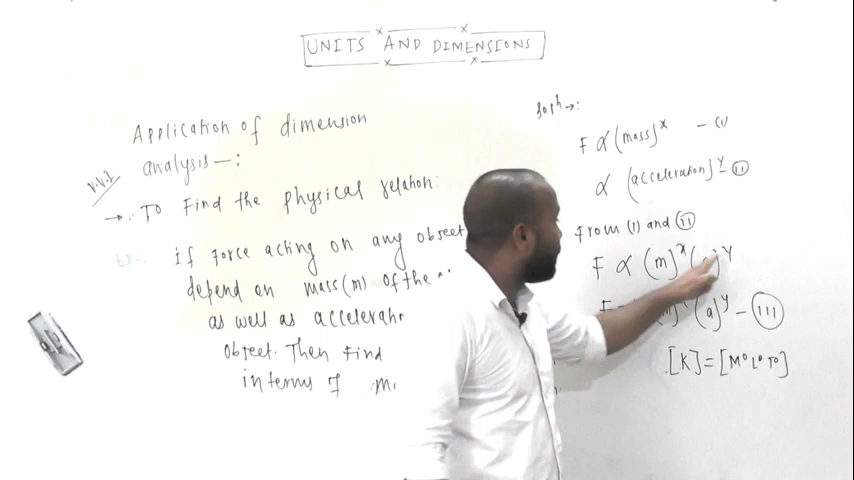 UNITS AND DIMENSIONS
Application of dimension
analysis—:
V.V.I
→ To Find the physical relation:
Ex-: if Force acting on any object
depend on mass(m) of the
as well as
object. Then Find
in terms of
Solⁿ→:
F ∝ (mass)^x — (I)
∝ (acceleration)^y — (II)
From (I) and (II)
F ∝ (m)^x ( )^y
F (a)^y — (III)
[K] = [M⁰L⁰T⁰]